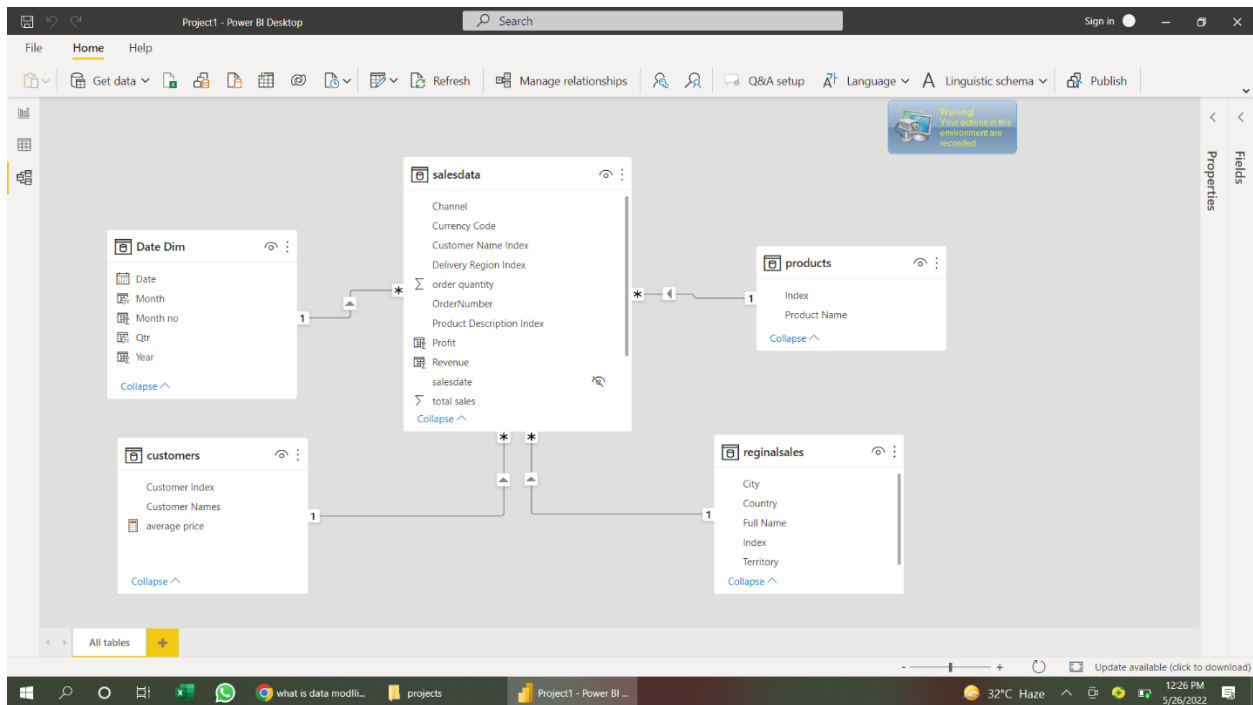 Project1 - Power BI Desktop
Search
Sign in
File
Home
Help
Get data
Refresh
Manage relationships
Q&A setup
Language
Linguistic schema
Publish
Warning!
Your actions in this
environment are
recorded
Properties
Fields
salesdata
Channel
Currency Code
Customer Name Index
Delivery Region Index
∑ order quantity
OrderNumber
Product Description Index
Profit
Revenue
salesdate
∑ total sales
Collapse
Date Dim
Date
Month
Month no
Qtr
Year
Collapse
1
*
products
Index
Product Name
Collapse
*
1
customers
Customer Index
Customer Names
average price
Collapse
1
*
*
reginalsales
City
Country
Full Name
Index
Territory
Collapse
1
All tables
+
- +
Update available (click to download)
what is data modlli...
projects
Project1 - Power BI ...
32°C Haze
12:26 PM
5/26/2022